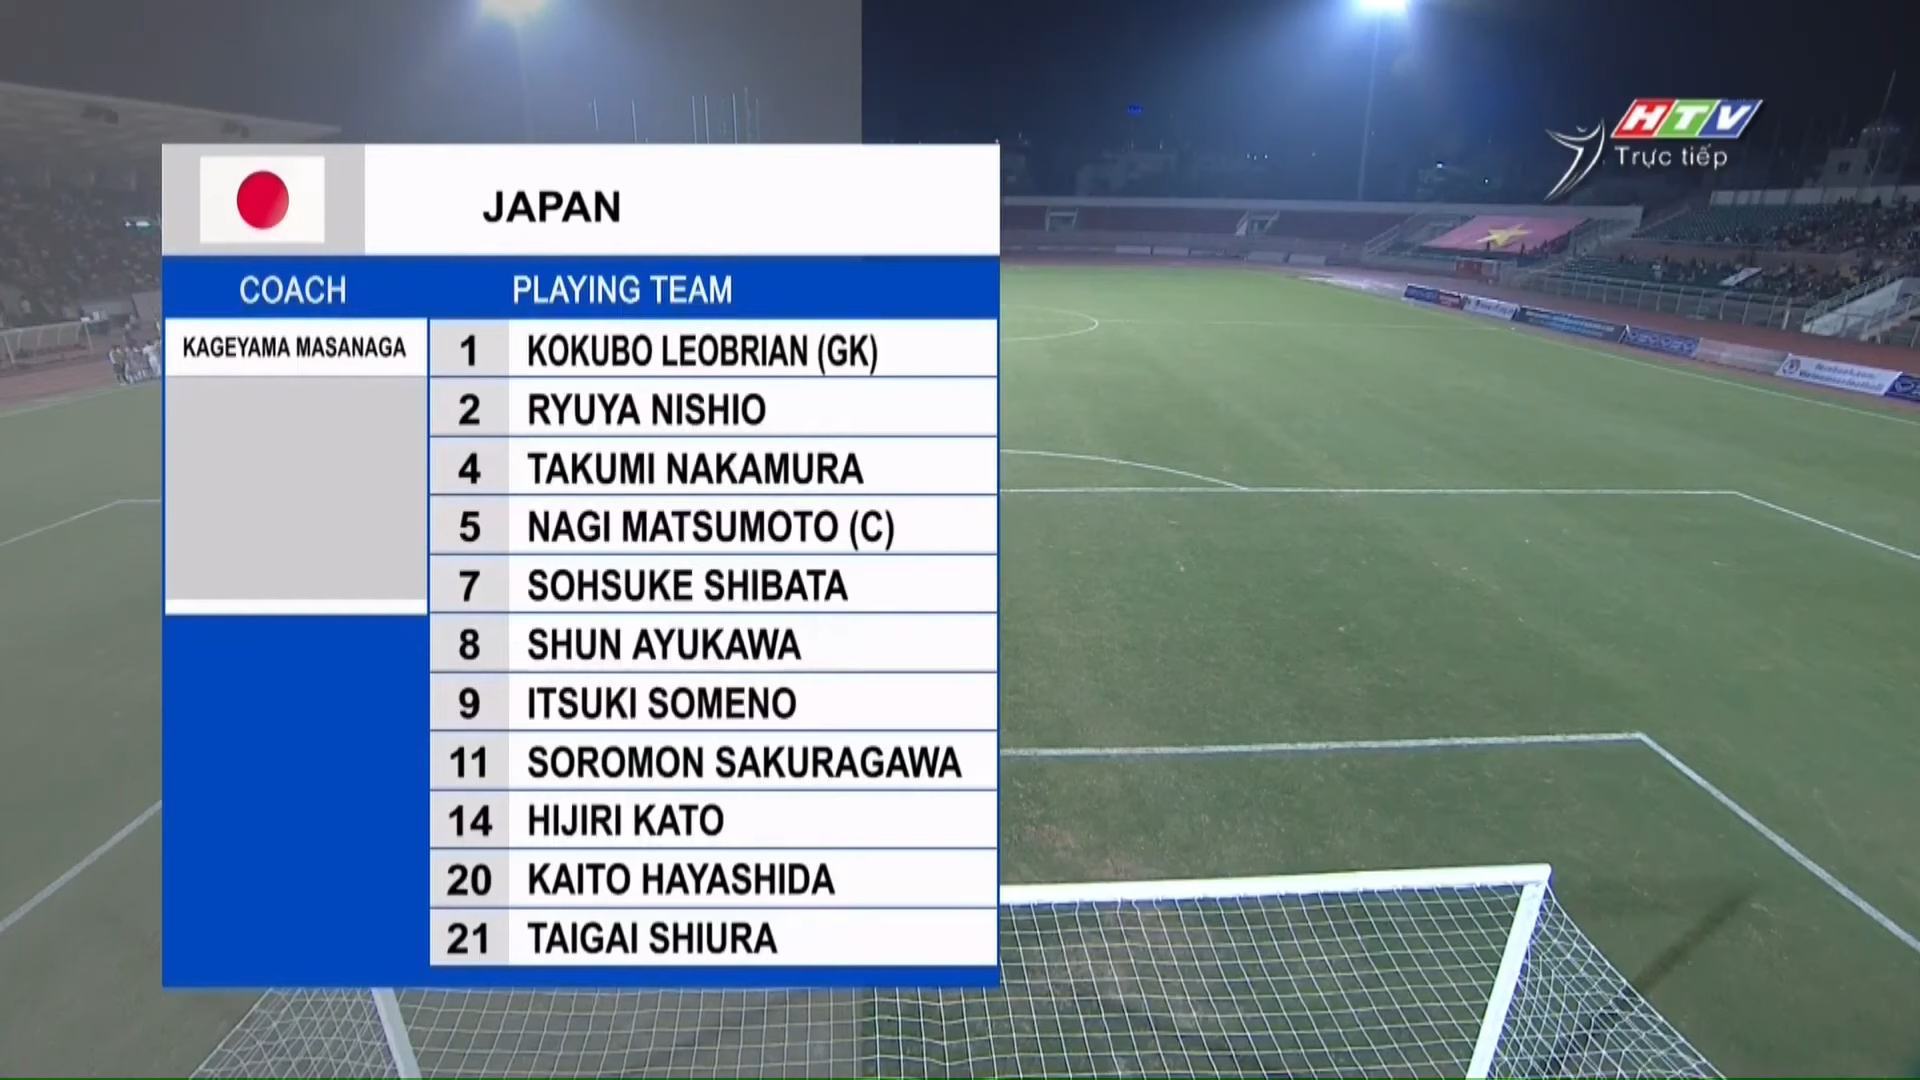 HTV
Trực tiếp
JAPAN
COACH
PLAYING TEAM
KAGEYAMA MASANAGA
1 KOKUBO LEOBRIAN (GK)
2 RYUYA NISHIO
4 TAKUMI NAKAMURA
5 NAGI MATSUMOTO (C)
7 SOHSUKE SHIBATA
8 SHUN AYUKAWA
9 ITSUKI SOMENO
11 SOROMON SAKURAGAWA
14 HIJIRI KATO
20 KAITO HAYASHIDA
21 TAIGAI SHIURA